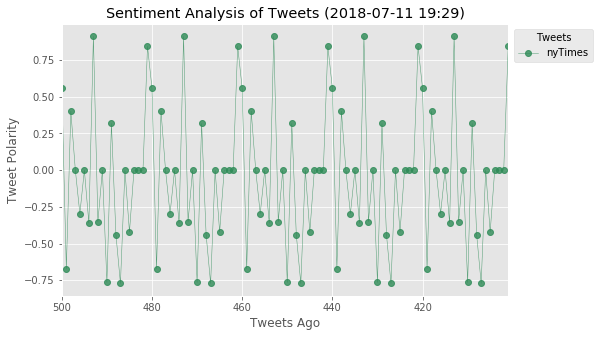 Sentiment Analysis of Tweets (2018-07-11 19:29)
Tweets
nyTimes
Tweet Polarity
0.75
0.50
0.25
0.00
−0.25
−0.50
−0.75
500 480 460 440 420
Tweets Ago